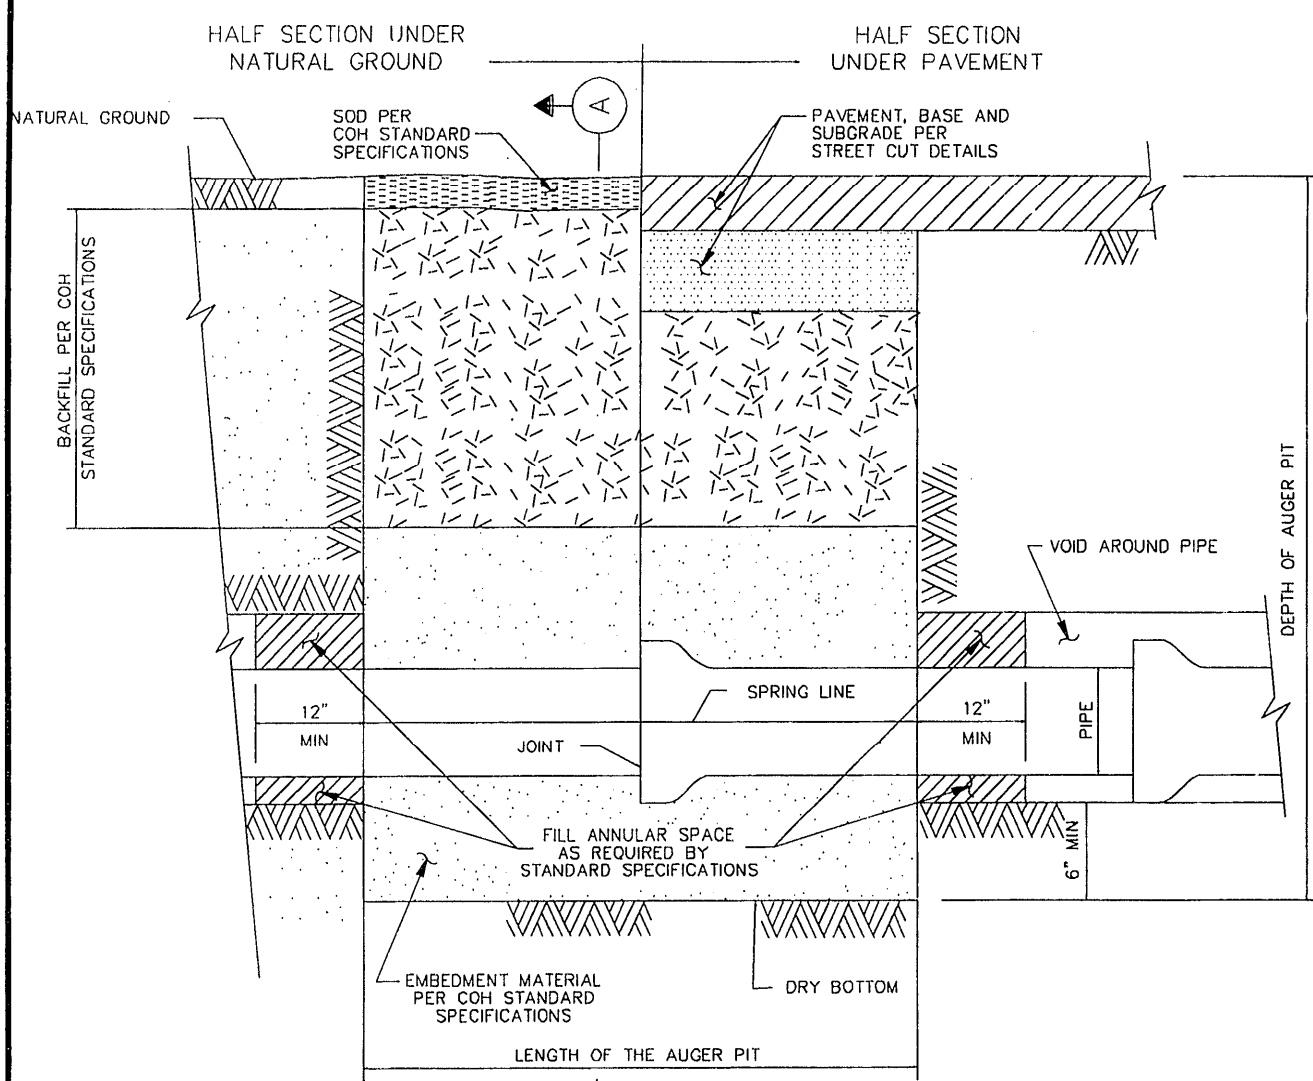 HALF SECTION UNDER
NATURAL GROUND
HALF SECTION
UNDER PAVEMENT
A
NATURAL GROUND
SOD PER
COH STANDARD
SPECIFICATIONS
PAVEMENT, BASE AND
SUBGRADE PER
STREET CUT DETAILS
BACKFILL PER COH
STANDARD SPECIFICATIONS
DEPTH OF AUGER PIT
VOID AROUND PIPE
SPRING LINE
12"
MIN
12"
MIN
PIPE
JOINT
FILL ANNULAR SPACE
AS REQUIRED BY
STANDARD SPECIFICATIONS
6" MIN
EMBEDMENT MATERIAL
PER COH STANDARD
SPECIFICATIONS
DRY BOTTOM
LENGTH OF THE AUGER PIT